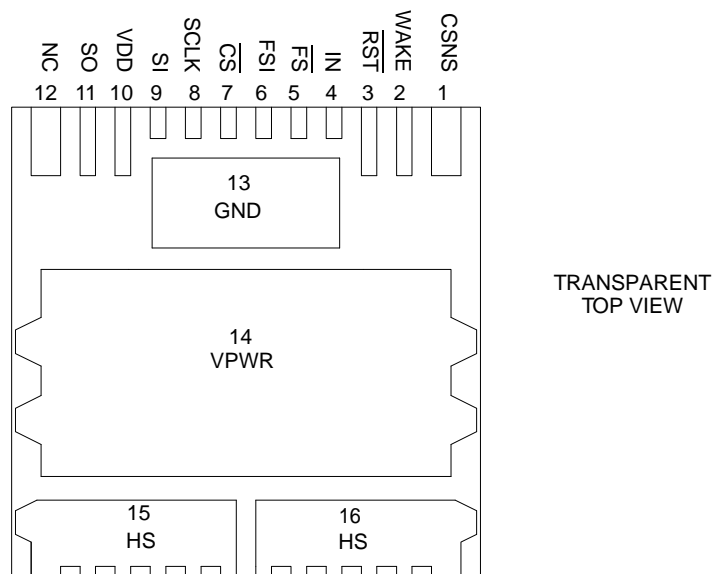 NC SO VDD SI SCLK CS FSI FS IN RST WAKE CSNS
12 11 10 9 8 7 6 5 4 3 2 1
13
GND
TRANSPARENT
TOP VIEW
14
VPWR
15
HS
16
HS